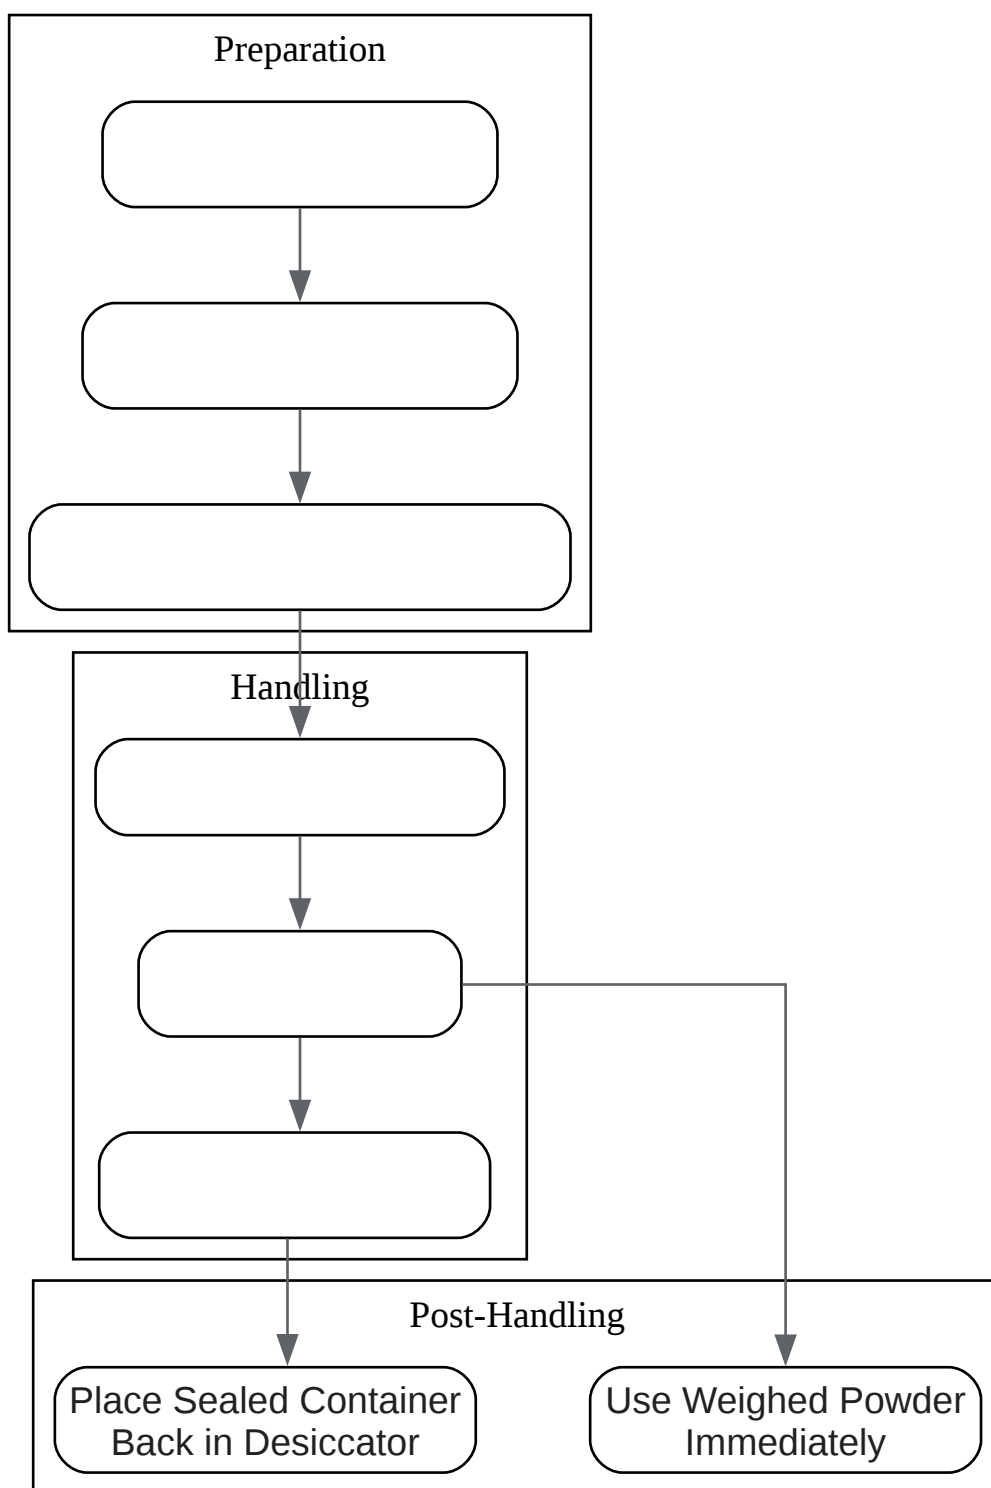 Preparation
Handling
Post-Handling
Place Sealed Container
Back in Desiccator
Use Weighed Powder
Immediately